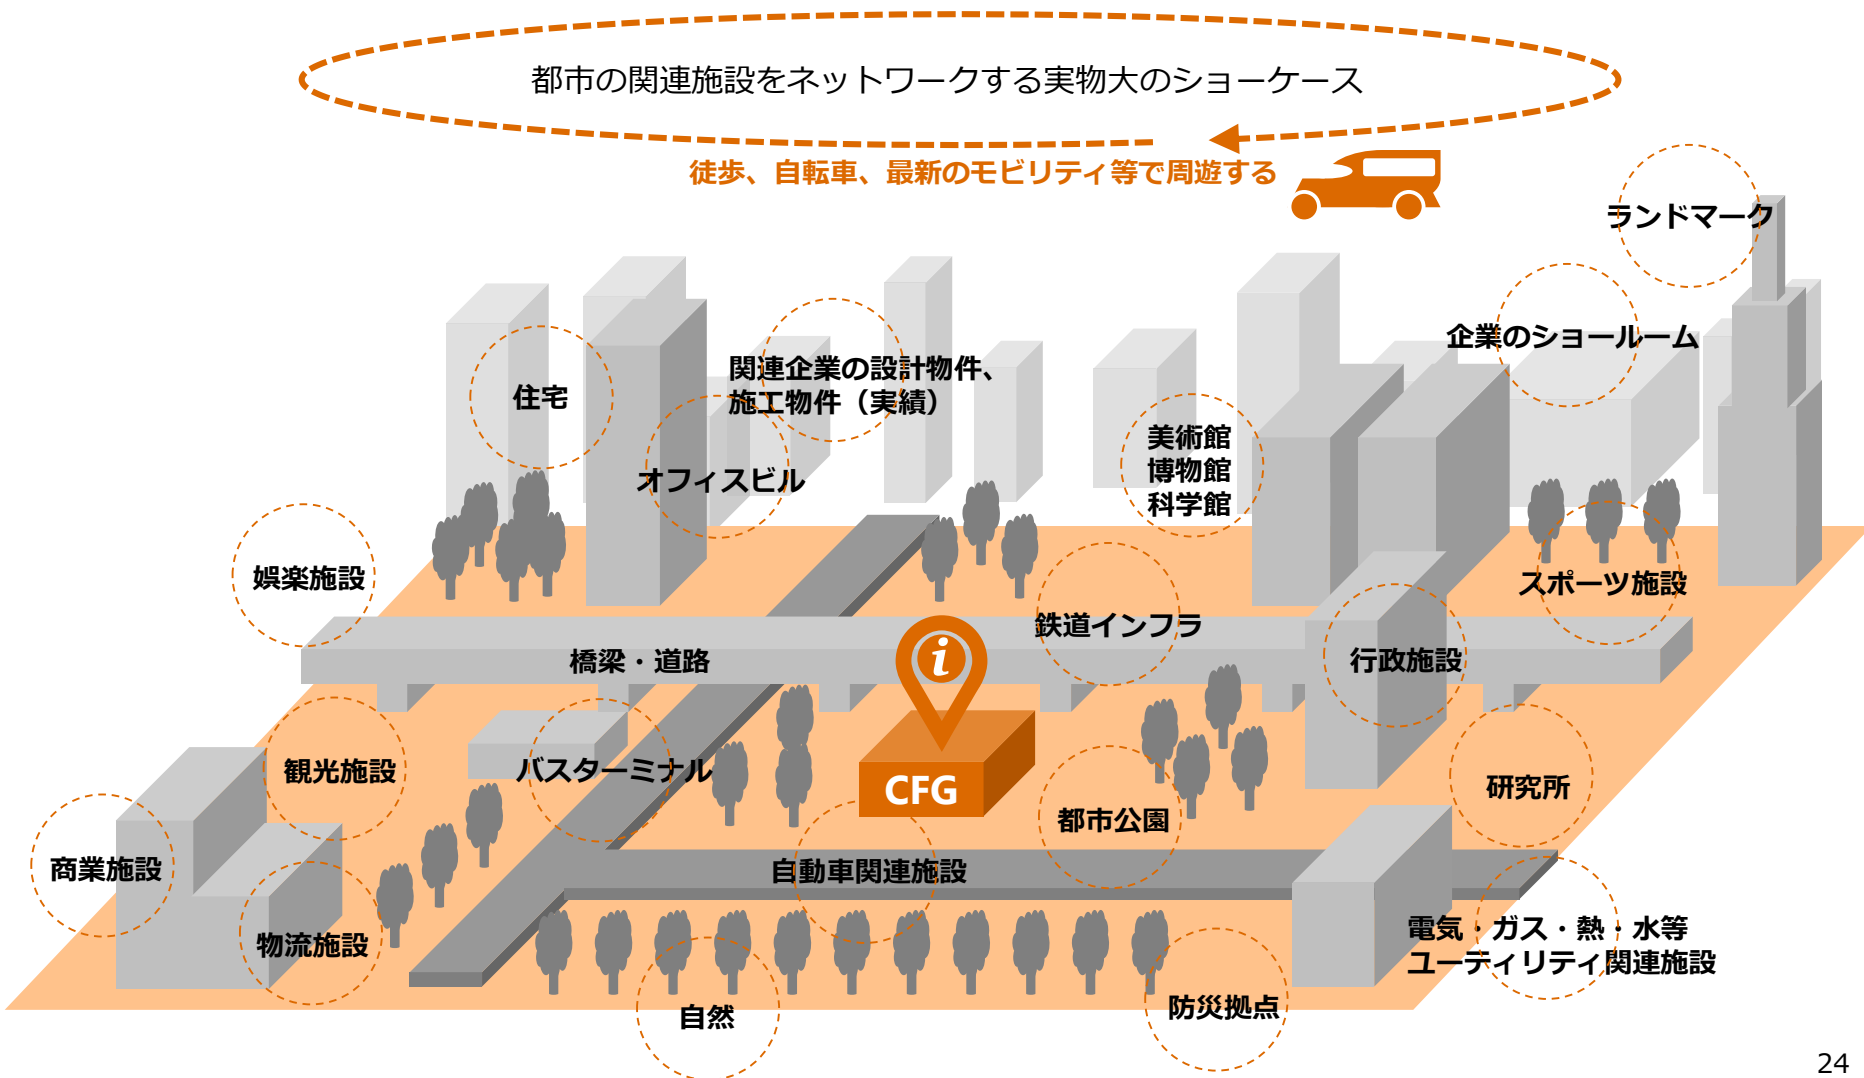 都市の関連施設をネットワークする実物大のショーケース
徒歩、自転車、最新のモビリティ等で周遊する
ランドマーク
企業のショールーム
関連企業の設計物件、
施工物件（実績）
住宅
オフィスビル
美術館
博物館
科学館
娯楽施設
スポーツ施設
鉄道インフラ
橋梁・道路
i
行政施設
観光施設
バスターミナル
CFG
研究所
都市公園
商業施設
自動車関連施設
物流施設
電気・ガス・熱・水等
ユーティリティ関連施設
自然
防災拠点
24